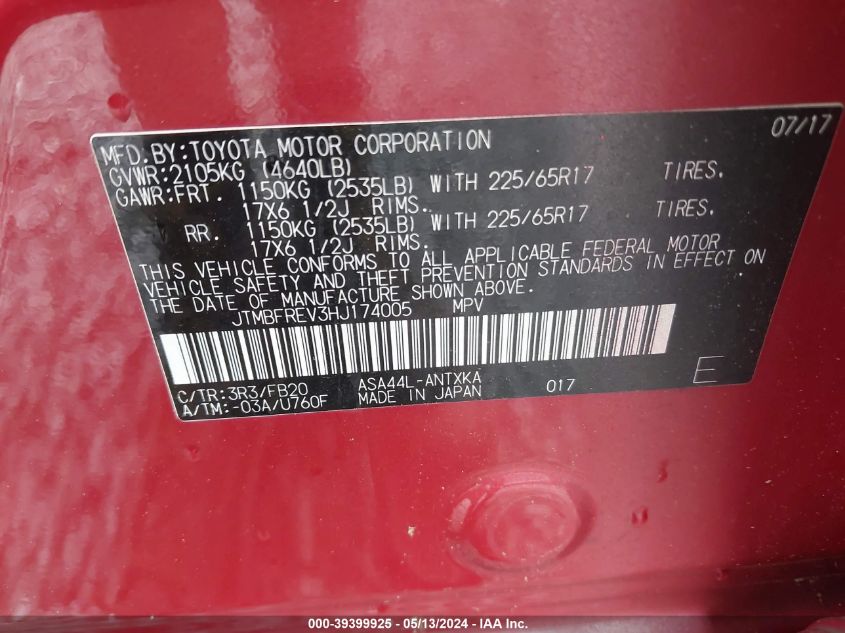 07/17
MFD.BY:TOYOTA MOTOR CORPORATION
GVWR:2105KG (4640LB)
GAWR:FRT. 1150KG (2535LB) WITH 225/65R17 TIRES.
17X6 1/2J RIMS.
RR. 1150KG (2535LB) WITH 225/65R17 TIRES.
17X6 1/2J RIMS.
THIS VEHICLE CONFORMS TO ALL APPLICABLE FEDERAL MOTOR
VEHICLE SAFETY AND THEFT PREVENTION STANDARDS IN EFFECT ON
THE DATE OF MANUFACTURE SHOWN ABOVE.
JTMBFREV3HJ174005 MPV
C/TR:3R3/FB20 ASA44L-ANTXKA 017 E
A/TM:-03A/U760F MADE IN JAPAN
000-39399925 - 05/13/2024 - IAA Inc.